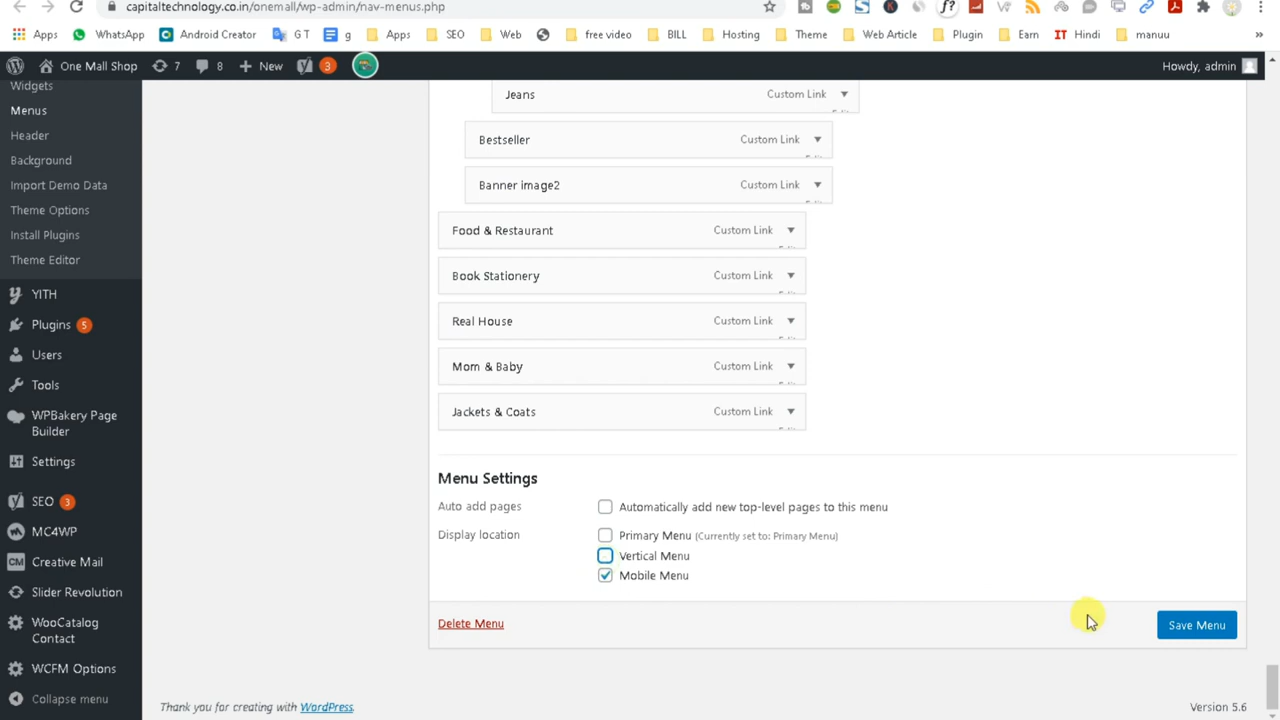 capitaltechnology.co.in/onemall/wp-admin/nav-menus.php
Apps WhatsApp Android Creator G T g Apps SEO Web free video BILL Hosting Theme Web Article Plugin Earn IT Hindi manuu »
One Mall Shop 7 8 + New 3 Howdy, admin
Widgets
Menus
Header
Background
Import Demo Data
Theme Options
Install Plugins
Theme Editor
YITH
Plugins 5
Users
Tools
WPBakery Page
Builder
Settings
SEO 3
MC4WP
CM Creative Mail
Slider Revolution
WooCatalog
Contact
WCFM Options
Collapse menu
Jeans Custom Link
Bestseller Custom Link
Banner image2 Custom Link
Food & Restaurant Custom Link
Book Stationery Custom Link
Real House Custom Link
Mom & Baby Custom Link
Jackets & Coats Custom Link
Menu Settings
Auto add pages Automatically add new top-level pages to this menu
Display location Primary Menu (Currently set to: Primary Menu)
Vertical Menu
Mobile Menu
Delete Menu Save Menu
Thank you for creating with WordPress. Version 5.6